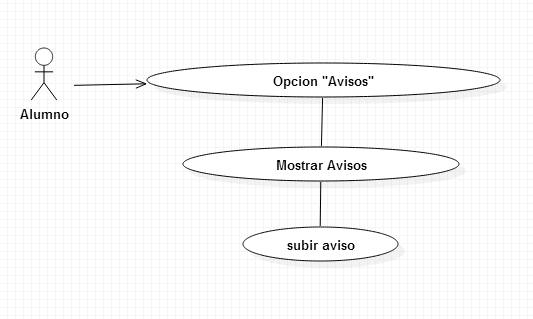 Opcion "Avisos"
Alumno
Mostrar Avisos
subir aviso